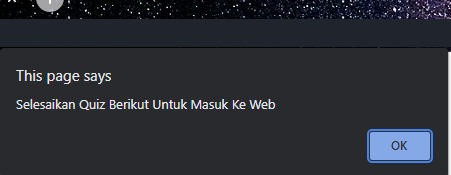 This page says
Selesaikan Quiz Berikut Untuk Masuk Ke Web
OK